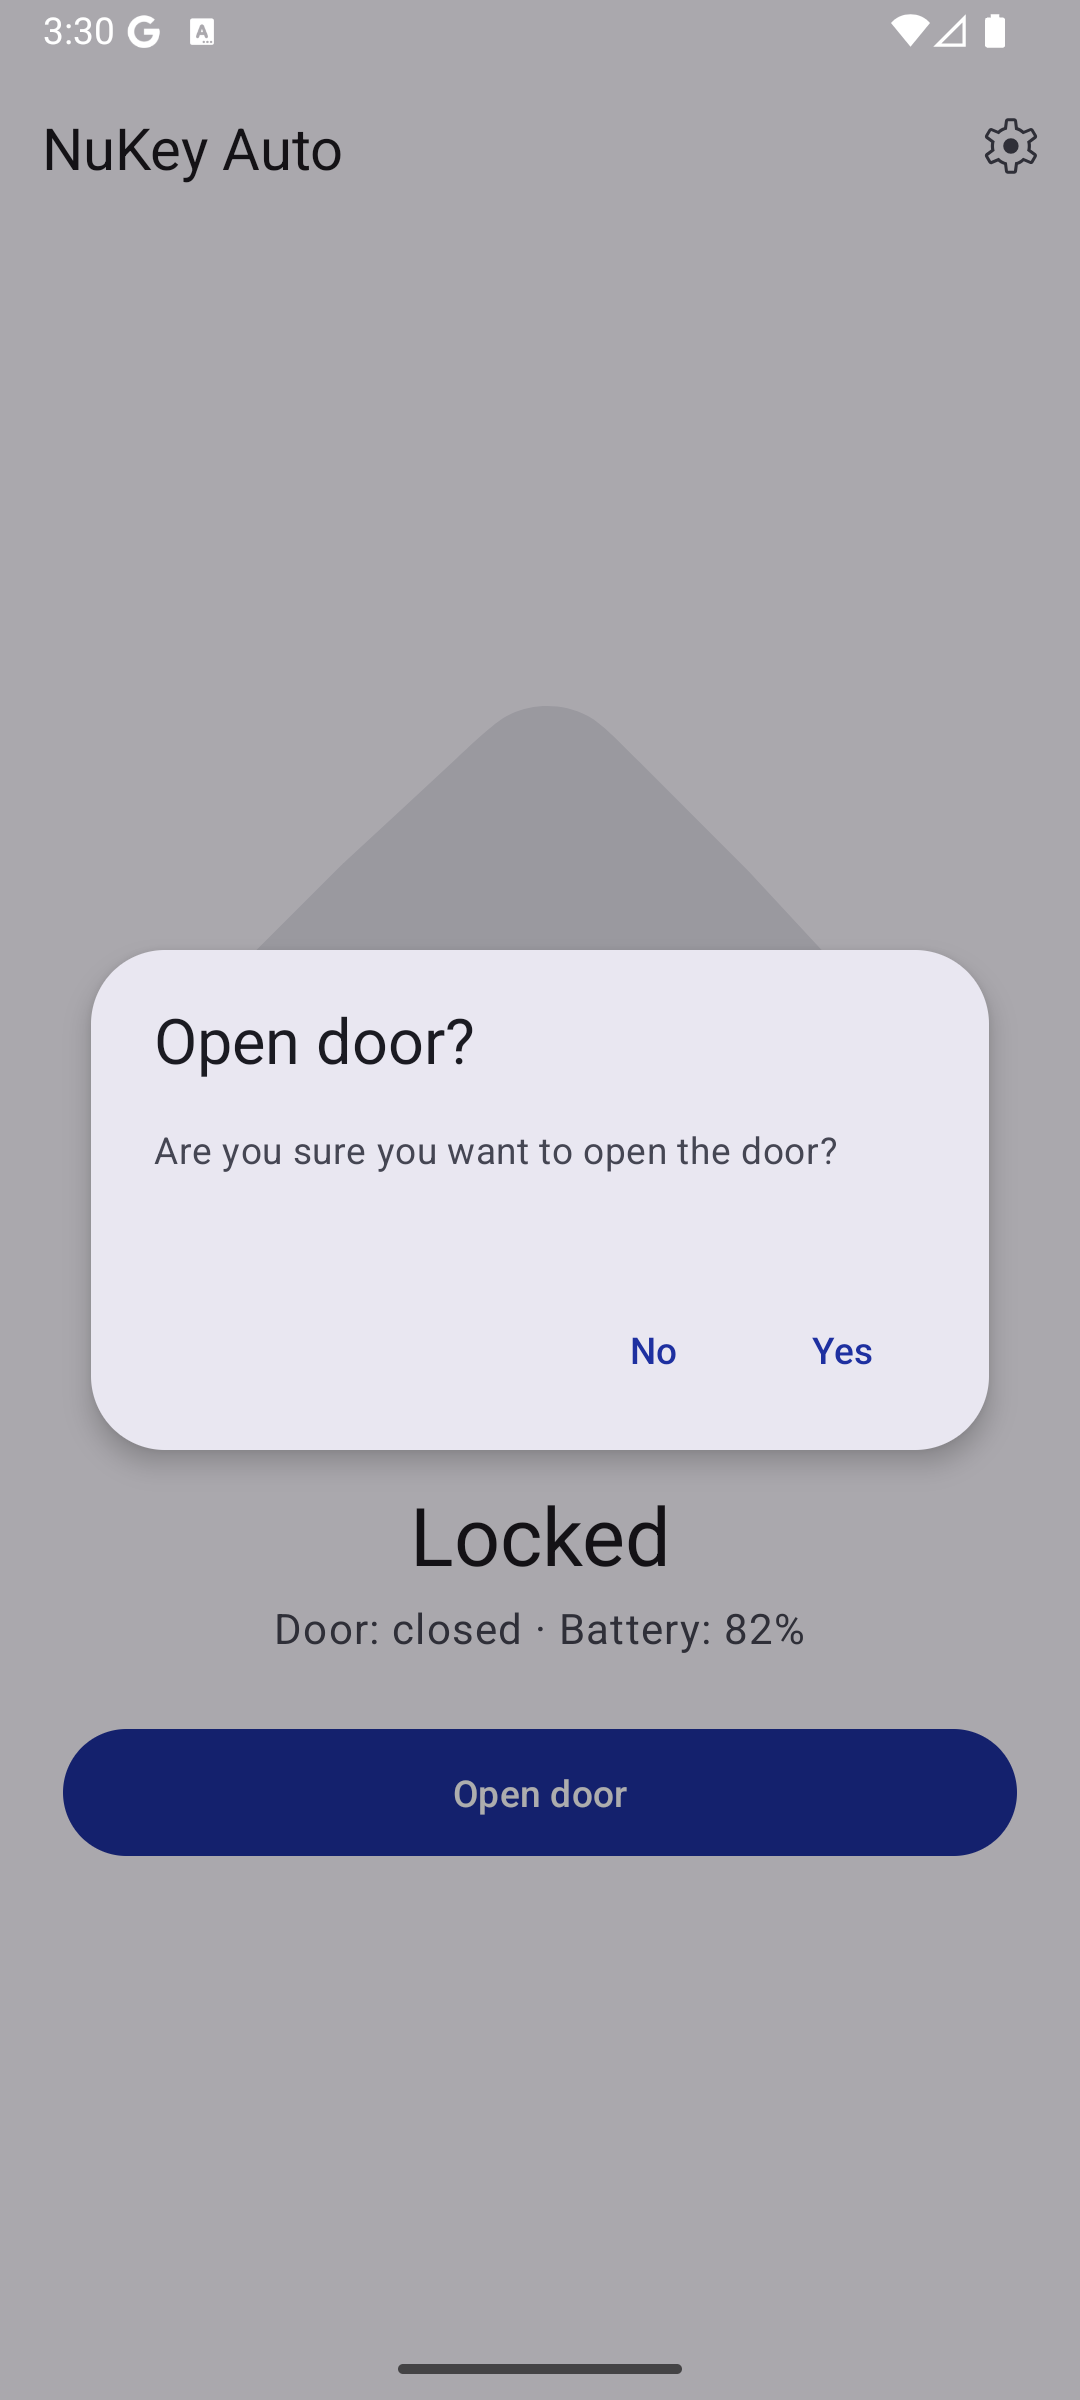 3:30
NuKey Auto
Open door?
Are you sure you want to open the door?
No Yes
Locked
Door: closed · Battery: 82%
Open door